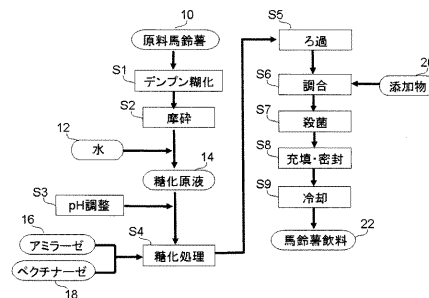 10
原料馬鈴薯
S1
デンプン糊化
S2
摩砕
12
水
14
糖化原液
S3
pH調整
16
アミラーゼ
ペクチナーゼ
18
S4
糖化処理
S5
ろ過
S6
調合
20
添加物
S7
殺菌
S8
充填・密封
S9
冷却
馬鈴薯飲料
22